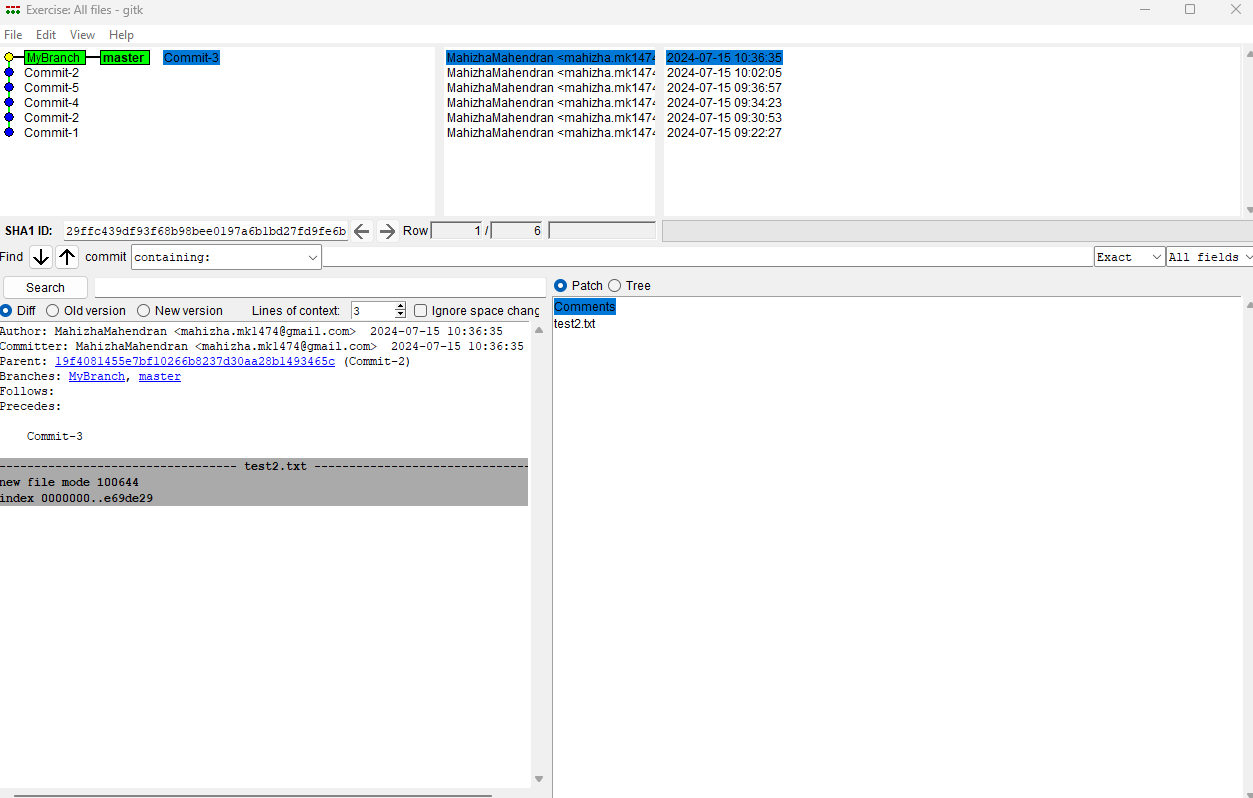 Exercise: All files - gitk
File Edit View Help
MyBranch master Commit-3 MahizhaMahendran <mahizha.mk1474 2024-07-15 10:36:35
Commit-2 MahizhaMahendran <mahizha.mk1474 2024-07-15 10:02:05
Commit-5 MahizhaMahendran <mahizha.mk1474 2024-07-15 09:36:57
Commit-4 MahizhaMahendran <mahizha.mk1474 2024-07-15 09:34:23
Commit-2 MahizhaMahendran <mahizha.mk1474 2024-07-15 09:30:53
Commit-1 MahizhaMahendran <mahizha.mk1474 2024-07-15 09:22:27
SHA1 ID: 29ffc439df93f68b98bee0197a6b1bd27fd9fe6b Row 1 / 6
Find commit containing: Exact All fields
Search
Patch Tree
Diff Old version New version Lines of context: 3 Ignore space chang
Comments
test2.txt
Author: MahizhaMahendran <mahizha.mk1474@gmail.com> 2024-07-15 10:36:35
Committer: MahizhaMahendran <mahizha.mk1474@gmail.com> 2024-07-15 10:36:35
Parent: 19f4081455e7bf10266b8237d30aa28b1493465c (Commit-2)
Branches: MyBranch, master
Follows:
Precedes:
Commit-3
---------------------------------- test2.txt ----------------------------------
new file mode 100644
index 0000000..e69de29